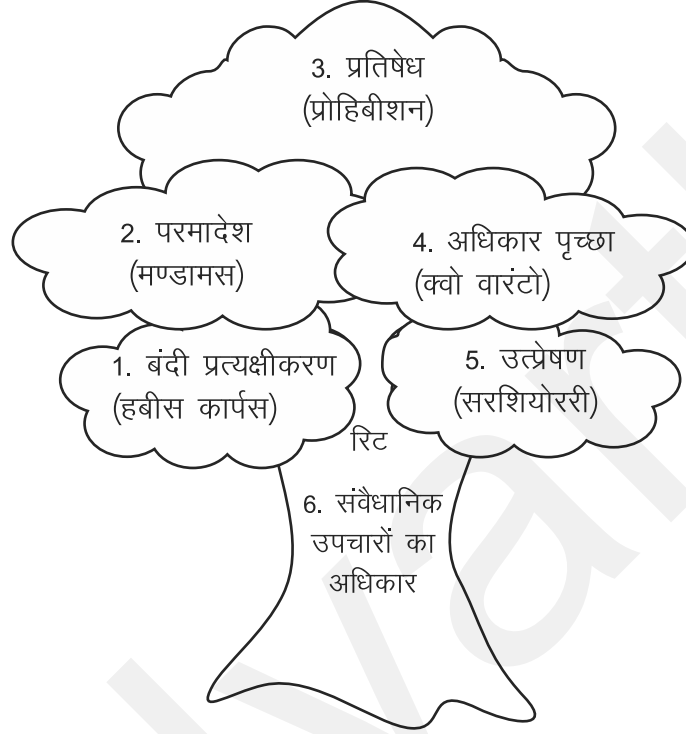 3. प्रतिषेध
(प्रोहिबीशन)
2. परमादेश
(मण्डामस)
4. अधिकार पृच्छा
(क्वो वारंटो)
1. बंदी प्रत्यक्षीकरण
(हबीस कार्पस)
5. उत्प्रेषण
(सरशियोररी)
रिट
6. संवैधानिक
उपचारों का
अधिकार